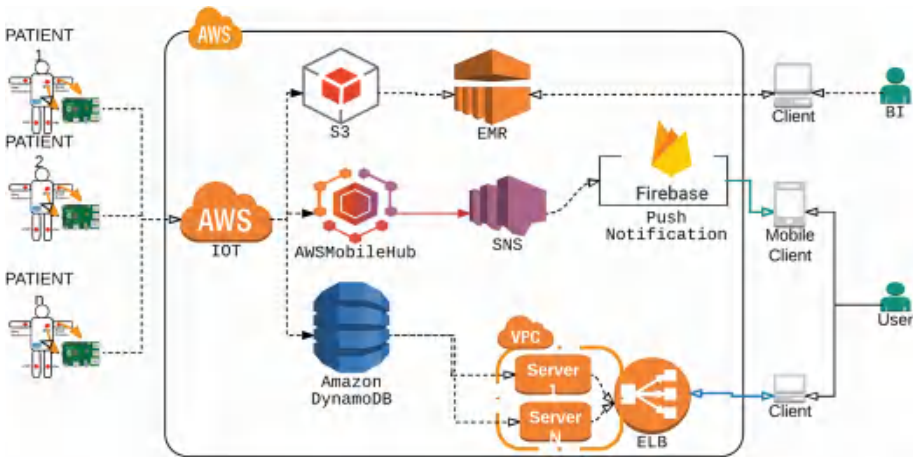 PATIENT
1
PATIENT
2
PATIENT
n
AWS
S3
EMR
Client
BI
AWS
IOT
AWSMobileHub
SNS
Firebase
Push
Notification
Mobile
Client
User
Amazon
DynamoDB
VPC
Server
1
Server
N
ELB
Client